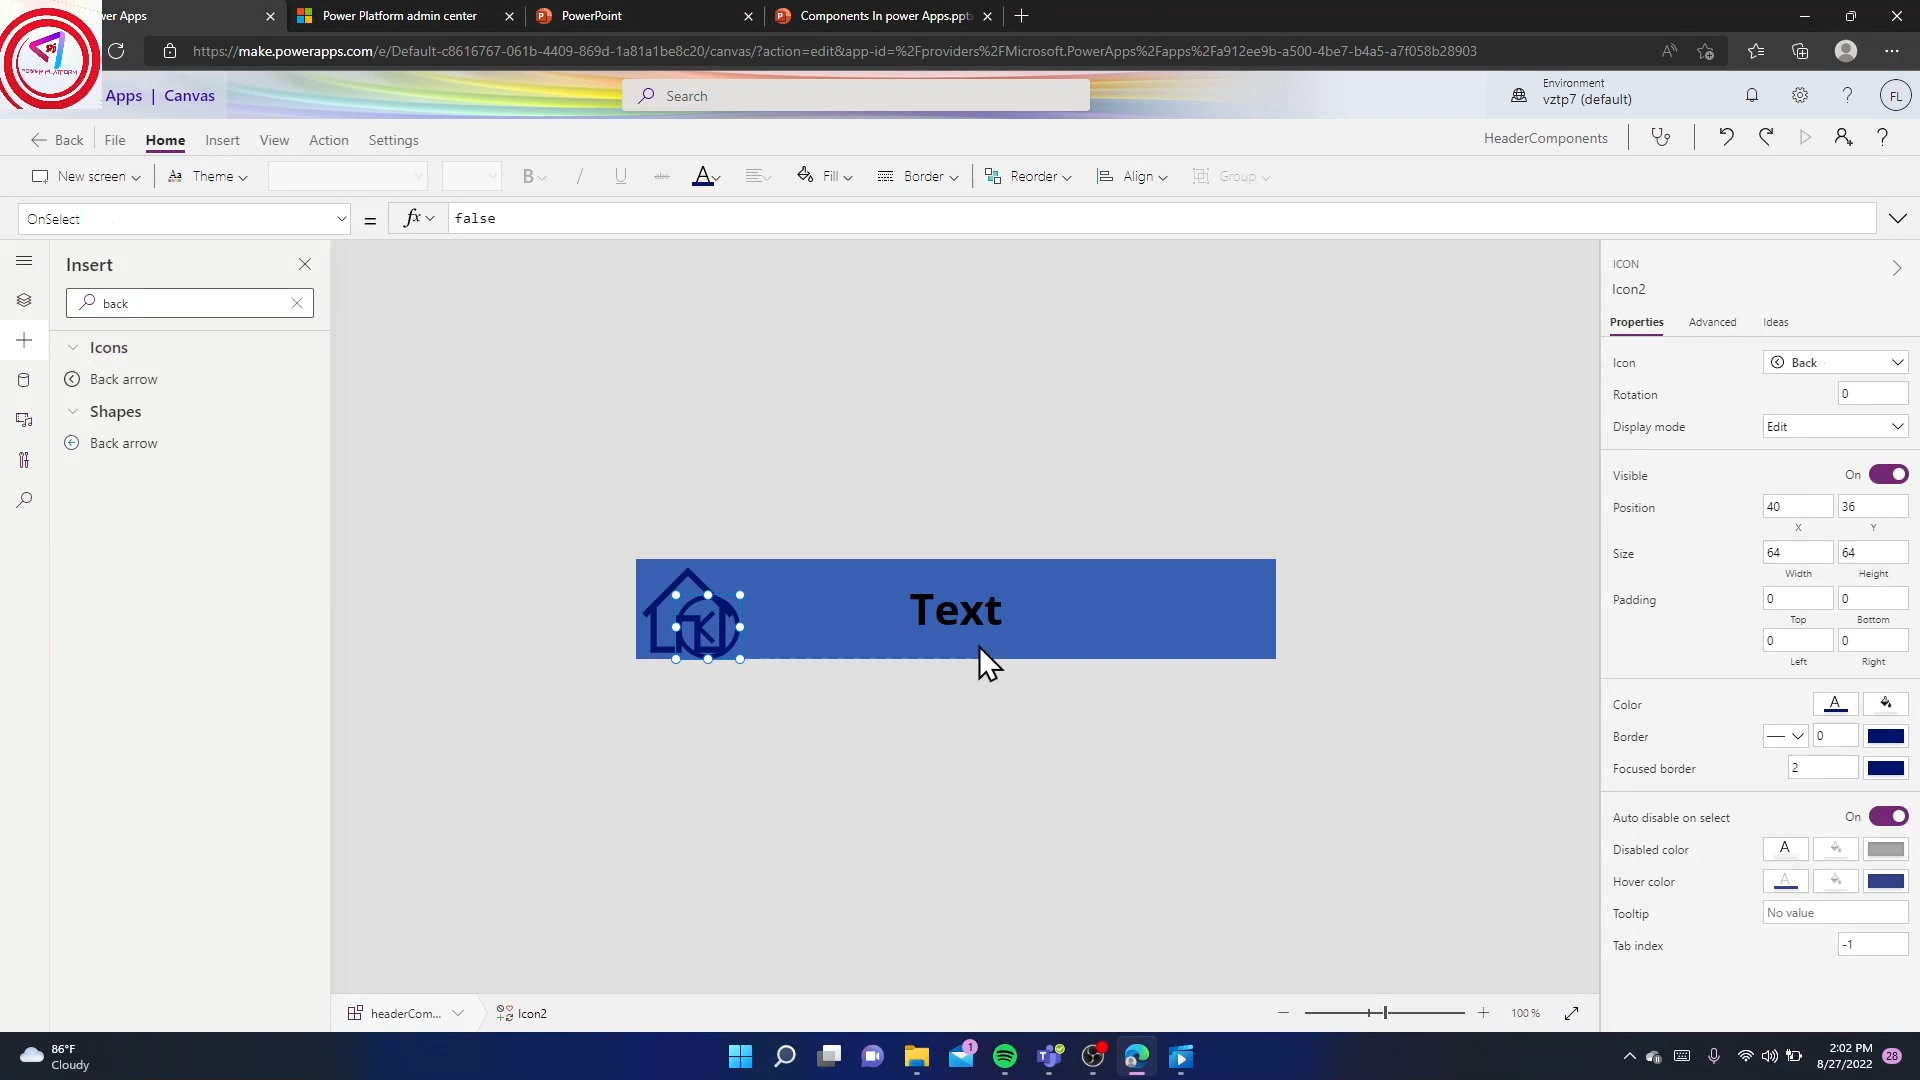 wer Apps
Power Platform admin center
PowerPoint
Components In power Apps.ppt
https://make.powerapps.com/e/Default-c8616767-061b-4409-869d-1a81a1be8c20/canvas/?action=edit&app-id=%2Fproviders%2FMicrosoft.PowerApps%2Fapps%2Fa912ee9b-a500-4be7-b4a5-a7f058b28903
POWER PLATFORM
Apps | Canvas
Search
Environment
vztp7 (default)
FL
Back File Home Insert View Action Settings
HeaderComponents
New screen Theme B / U abc A Fill Border Reorder Align Group
OnSelect = fx false
Insert
back
Icons
Back arrow
Shapes
Back arrow
Text
ICON
Icon2
Properties Advanced Ideas
Icon Back
Rotation 0
Display mode Edit
Visible On
Position 40 36
X Y
Size 64 64
Width Height
Padding 0 0
Top Bottom
0 0
Left Right
Color A
Border 0
Focused border 2
Auto disable on select On
Disabled color A
Hover color A
Tooltip No value
Tab index -1
headerCom... Icon2
100 %
86°F
Cloudy
1
2:02 PM
8/27/2022
28